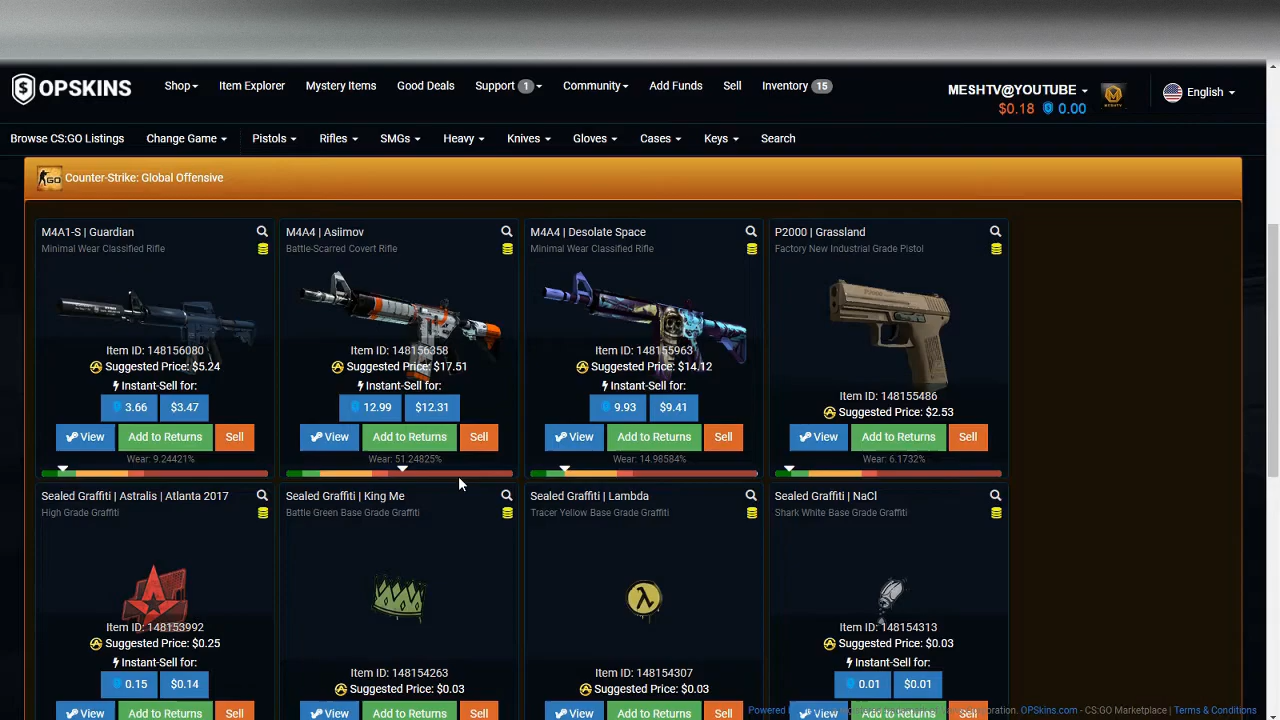 OPSKINS
Shop
Item Explorer
Mystery Items
Good Deals
Support 1
Community
Add Funds
Sell
Inventory 15
MESHTV@YOUTUBE
$0.18 0.00
English
Browse CS:GO Listings
Change Game
Pistols
Rifles
SMGs
Heavy
Knives
Gloves
Cases
Keys
Search
Counter-Strike: Global Offensive
M4A1-S | Guardian
Minimal Wear Classified Rifle
Item ID: 148156080
Suggested Price: $5.24
Instant-Sell for:
3.66 $3.47
View Add to Returns Sell
Wear: 9.24421%
M4A4 | Asiimov
Battle-Scarred Covert Rifle
Item ID: 148156358
Suggested Price: $17.51
Instant-Sell for:
12.99 $12.31
View Add to Returns Sell
Wear: 51.24825%
M4A4 | Desolate Space
Minimal Wear Classified Rifle
Item ID: 148155963
Suggested Price: $14.12
Instant-Sell for:
9.93 $9.41
View Add to Returns Sell
Wear: 14.98584%
P2000 | Grassland
Factory New Industrial Grade Pistol
Item ID: 148155486
Suggested Price: $2.53
View Add to Returns Sell
Wear: 6.1732%
Sealed Graffiti | Astralis | Atlanta 2017
High Grade Graffiti
Item ID: 148153992
Suggested Price: $0.25
Instant-Sell for:
0.15 $0.14
View Add to Returns Sell
Sealed Graffiti | King Me
Battle Green Base Grade Graffiti
Item ID: 148154263
Suggested Price: $0.03
View Add to Returns Sell
Sealed Graffiti | Lambda
Tracer Yellow Base Grade Graffiti
Item ID: 148154307
Suggested Price: $0.03
View Add to Returns Sell
Sealed Graffiti | NaCl
Shark White Base Grade Graffiti
Item ID: 148154313
Suggested Price: $0.03
Instant-Sell for:
0.01 $0.01
View Add to Returns Sell
Powered Corporation. OPSkins.com - CS:GO Marketplace | Terms & Conditions